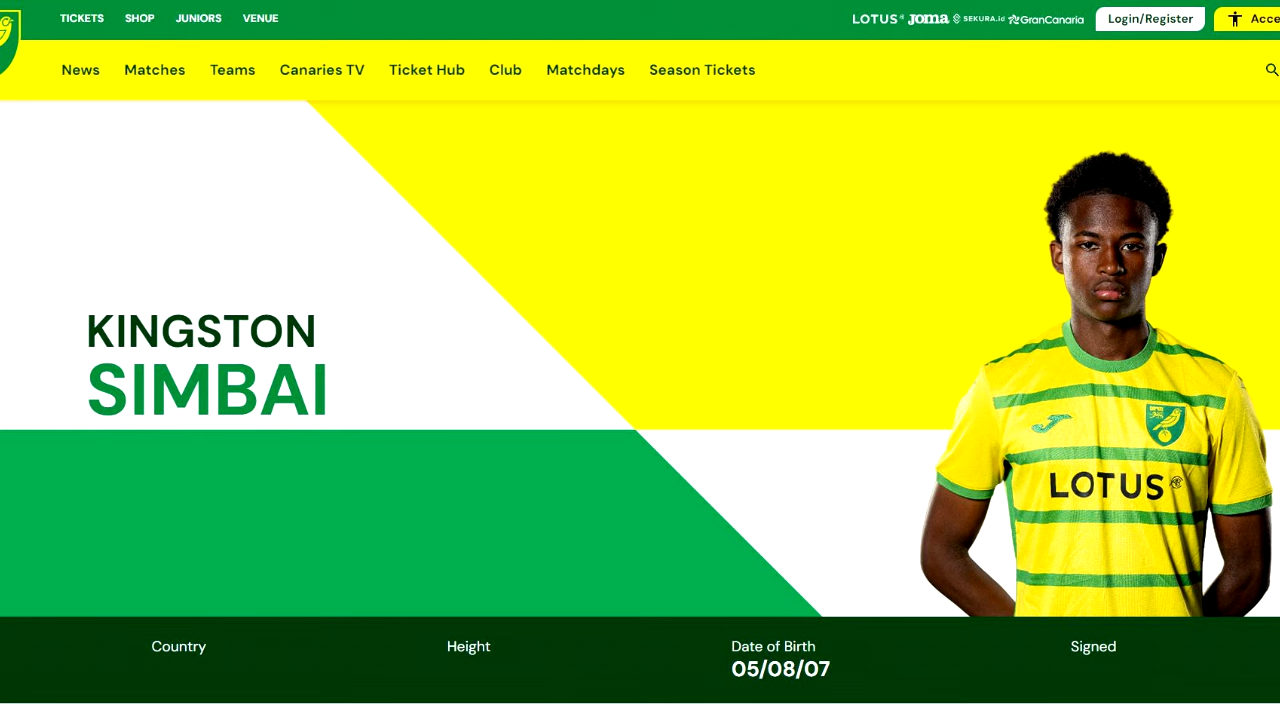 TICKETS SHOP JUNIORS VENUE LOTUS JOMA SEKURA.id GranCanaria Login/Register Acce
News Matches Teams Canaries TV Ticket Hub Club Matchdays Season Tickets
KINGSTON
SIMBAI
LOTUS
Country Height Date of Birth Signed
05/08/07